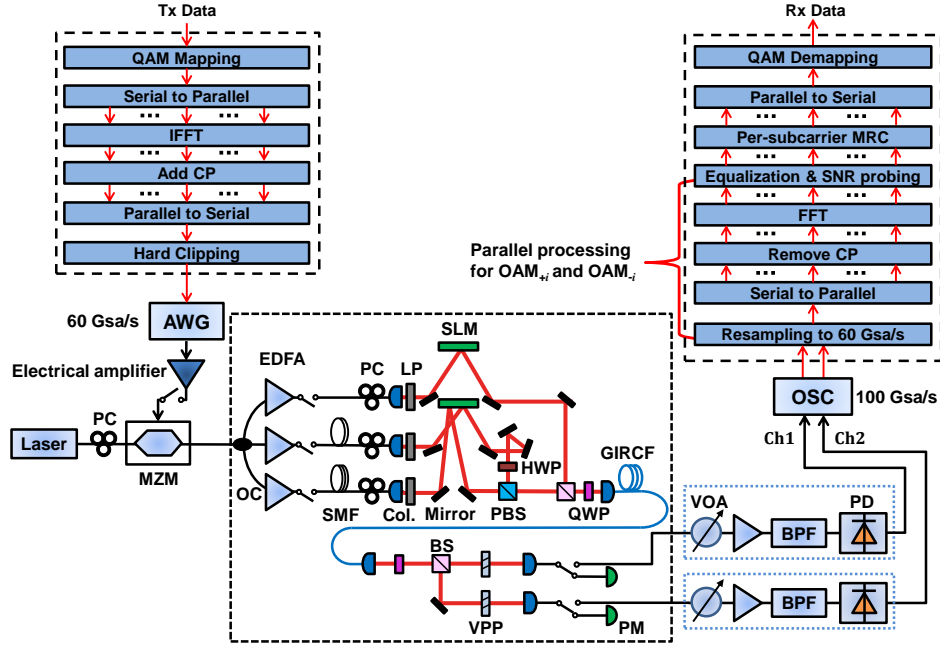 Tx Data
QAM Mapping
Serial to Parallel
...
...
IFFT
...
...
Add CP
...
...
Parallel to Serial
Hard Clipping
60 Gsa/s
AWG
Electrical amplifier
PC
Laser
MZM
OC
EDFA
SMF
PC
LP
Col.
SLM
Mirror
HWP
PBS
QWP
GIRCF
BS
VPP
PM
VOA
BPF
PD
BPF
Ch1
Ch2
OSC
100 Gsa/s
Rx Data
QAM Demapping
Parallel to Serial
...
...
Per-subcarrier MRC
...
...
Equalization & SNR probing
...
...
FFT
...
...
Remove CP
...
...
Serial to Parallel
Resampling to 60 Gsa/s
Parallel processing
for OAM+i and OAM-i